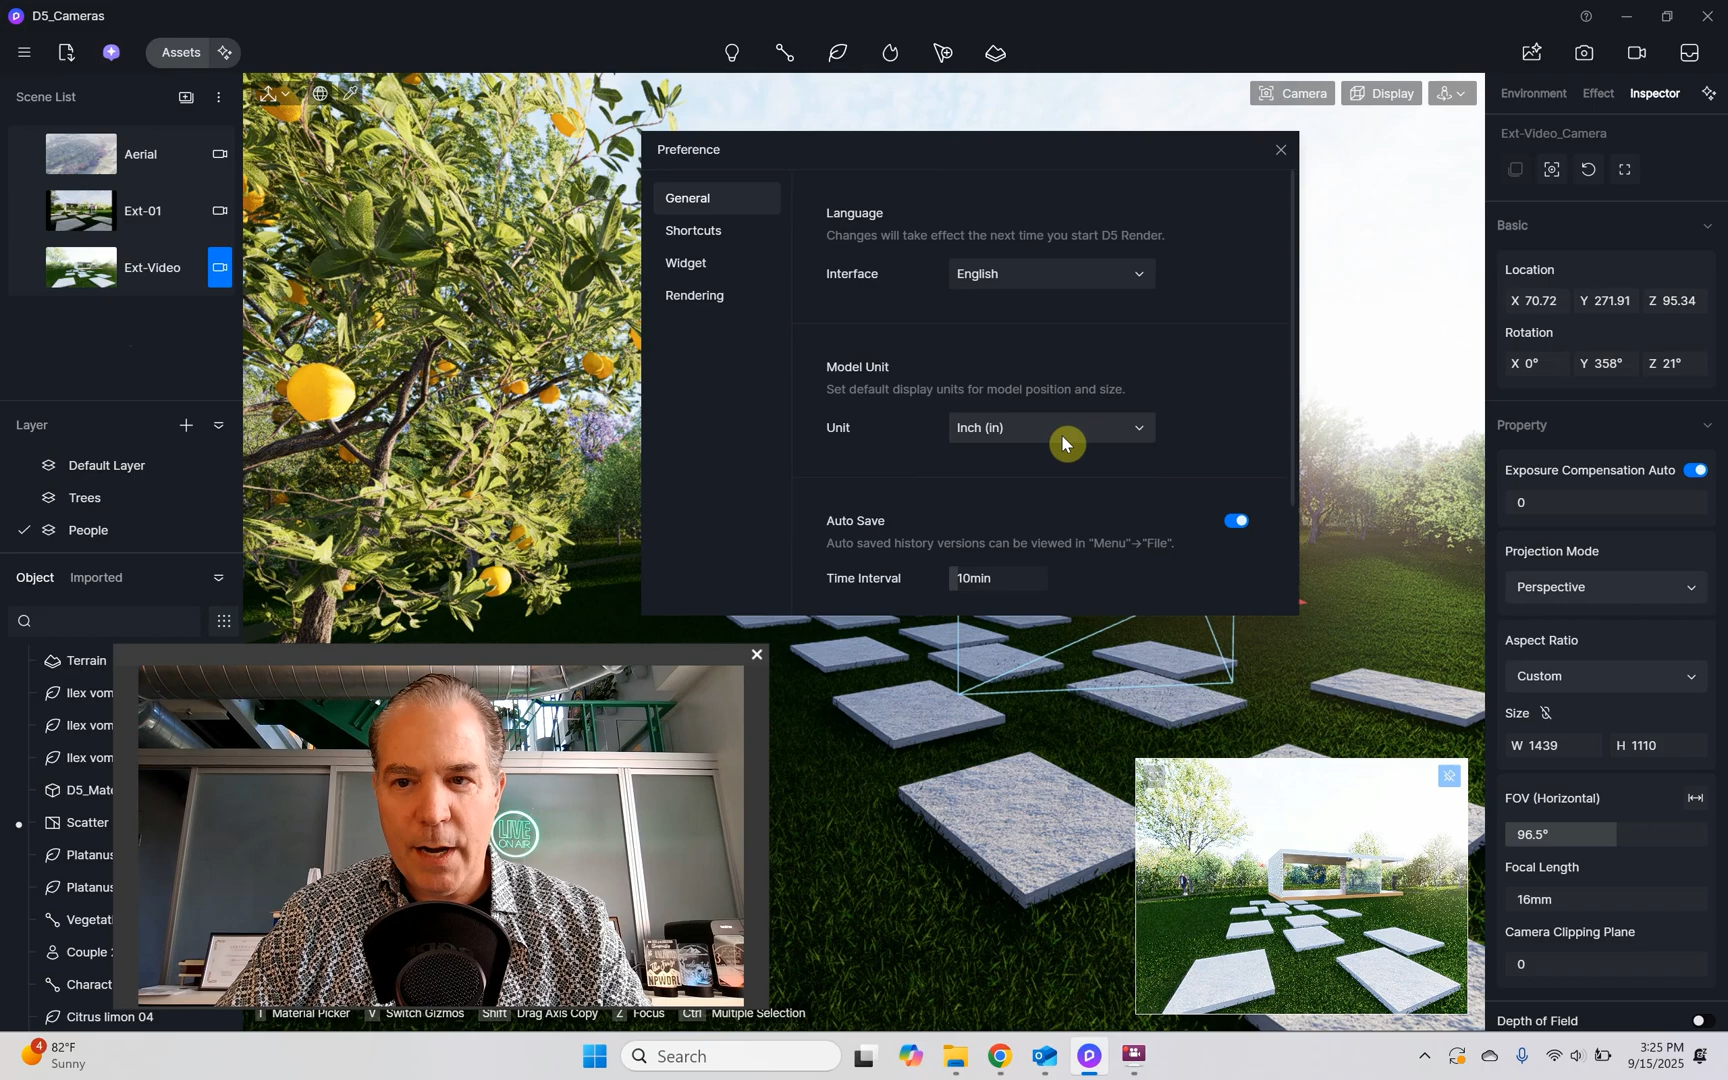 D5_Cameras
Assets
Scene List
Aerial
Ext-01
Ext-Video
Layer
Default Layer
Trees
People
Object Imported
Terrain
Ilex vom
Ilex vom
Ilex vom
D5_Mat
Scatter
Platanus
Platanus
Vegetat
Couple
Charact
Citrus limon 04
Camera
Display
Preference
General
Shortcuts
Widget
Rendering
Language
Changes will take effect the next time you start D5 Render.
Interface English
Model Unit
Set default display units for model position and size.
Unit Inch (in)
Auto Save
Auto saved history versions can be viewed in "Menu"→"File".
Time Interval 10min
LIVE
ON AIR
I Material Picker V Switch Gizmos Shift Drag Axis Copy Z Focus Ctrl Multiple Selection
Environment Effect Inspector
Ext-Video_Camera
Basic
Location
X 70.72 Y 271.91 Z 95.34
Rotation
X 0° Y 358° Z 21°
Property
Exposure Compensation Auto
0
Projection Mode
Perspective
Aspect Ratio
Custom
Size
W 1439 H 1110
FOV (Horizontal)
96.5°
Focal Length
16mm
Camera Clipping Plane
0
Depth of Field
4
82°F
Sunny
Search
3:25 PM
9/15/2025